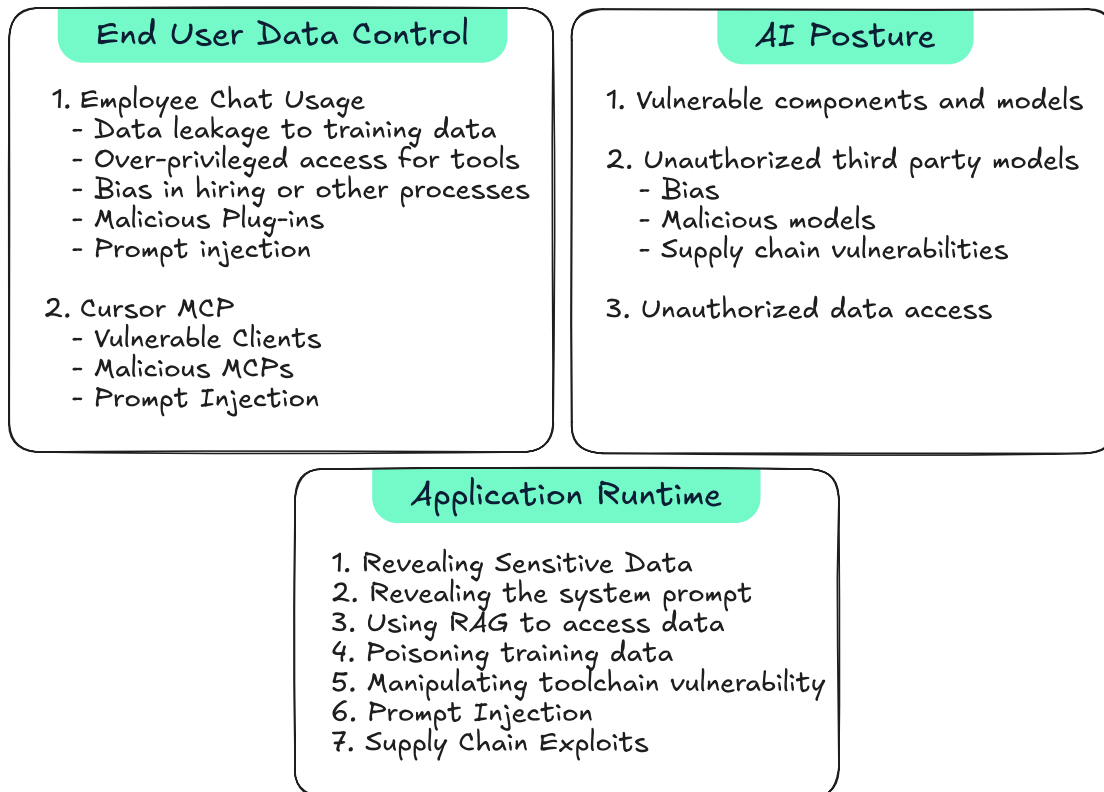 End User Data Control
1. Employee Chat Usage
- Data leakage to training data
- Over-privileged access for tools
- Bias in hiring or other processes
- Malicious Plug-ins
- Prompt injection
2. Cursor MCP
- Vulnerable Clients
- Malicious MCPs
- Prompt Injection
AI Posture
1. Vulnerable components and models
2. Unauthorized third party models
- Bias
- Malicious models
- Supply chain vulnerabilities
3. Unauthorized data access
Application Runtime
1. Revealing Sensitive Data
2. Revealing the system prompt
3. Using RAG to access data
4. Poisoning training data
5. Manipulating toolchain vulnerability
6. Prompt Injection
7. Supply Chain Exploits